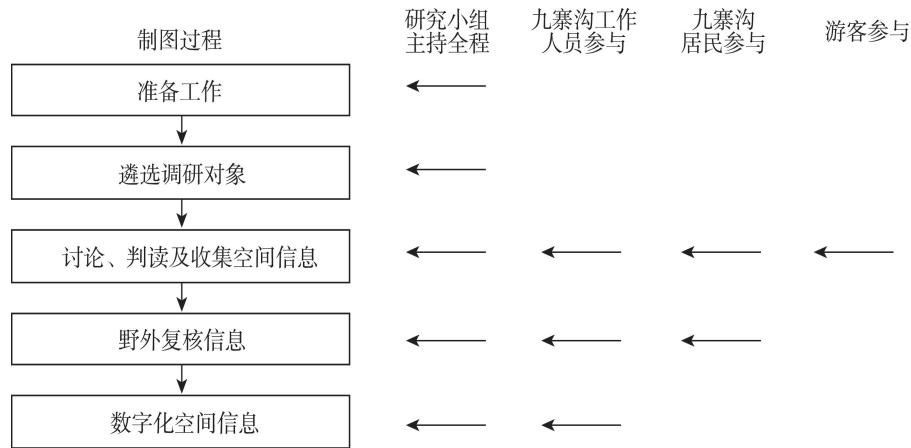 制图过程
研究小组
主持全程
九寨沟工作
人员参与
九寨沟
居民参与
游客参与
准备工作
遴选调研对象
讨论、判读及收集空间信息
野外复核信息
数字化空间信息